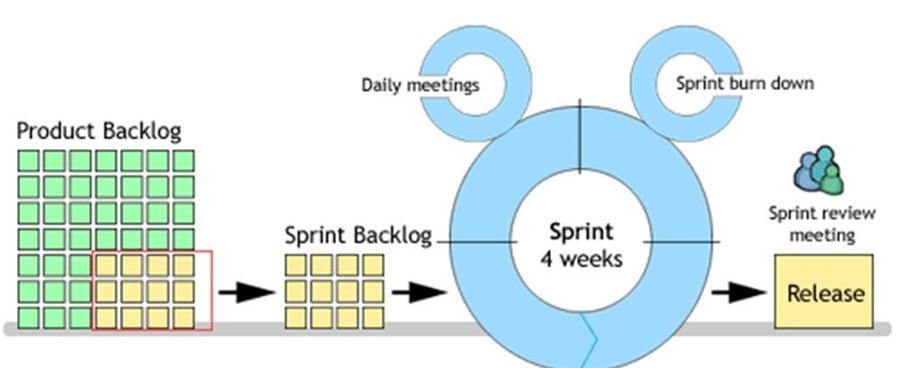 Daily meetings
Sprint burn down
Product Backlog
Sprint Backlog
Sprint
4 weeks
Sprint review
meeting
Release